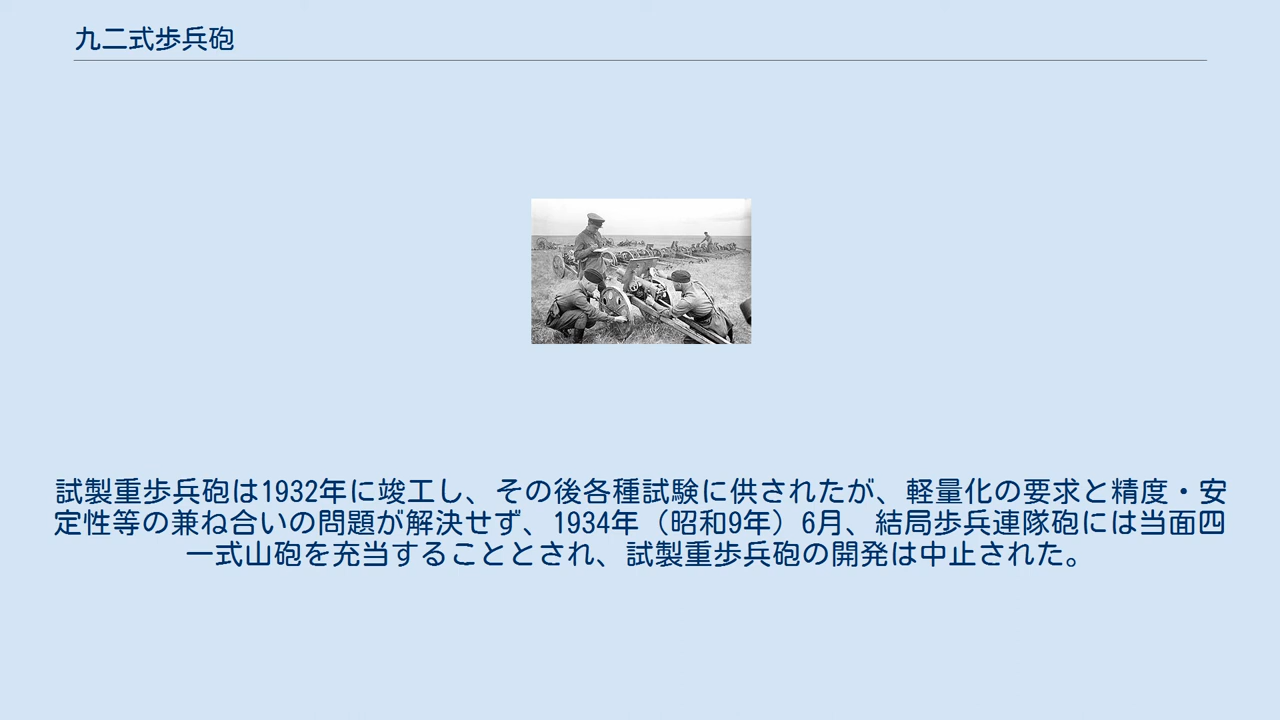 九二式歩兵砲
試製重歩兵砲は1932年に竣工し、その後各種試験に供されたが、軽量化の要求と精度・安
定性等の兼ね合いの問題が解決せず、1934年（昭和9年）6月、結局歩兵連隊砲には当面四
一式山砲を充当することとされ、試製重歩兵砲の開発は中止された。